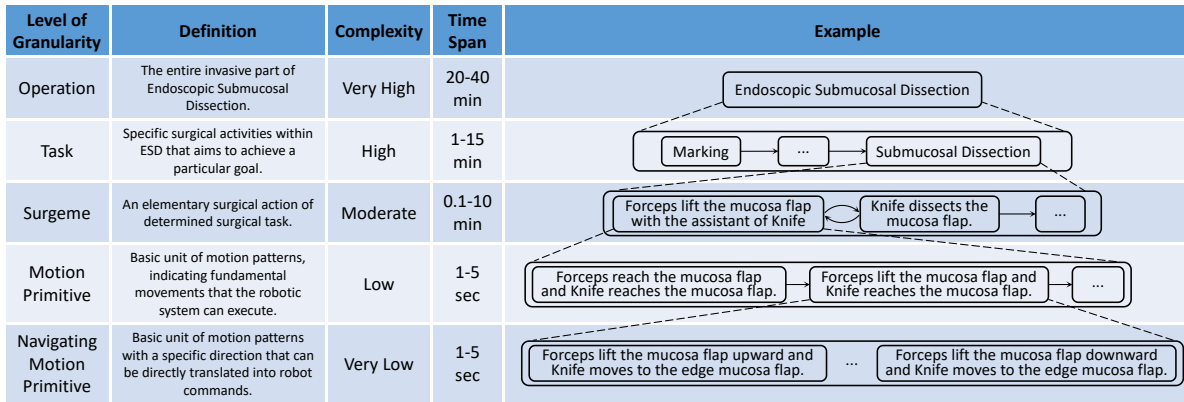 Level of
Granularity
Definition
Complexity
Time
Span
Example
Operation
The entire invasive part of
Endoscopic Submucosal
Dissection.
Very High
20-40
min
Endoscopic Submucosal Dissection
Task
Specific surgical activities within
ESD that aims to achieve a
particular goal.
High
1-15
min
Marking
...
Submucosal Dissection
Surgeme
An elementary surgical action of
determined surgical task.
Moderate
0.1-10
min
Forceps lift the mucosa flap
with the assistant of Knife
Knife dissects the
mucosa flap.
...
Motion
Primitive
Basic unit of motion patterns,
indicating fundamental
movements that the robotic
system can execute.
Low
1-5
sec
Forceps reach the mucosa flap
and Knife reaches the mucosa flap.
Forceps lift the mucosa flap and
Knife reaches the mucosa flap.
...
Navigating
Motion
Primitive
Basic unit of motion patterns
with a specific direction that can
be directly translated into robot
commands.
Very Low
1-5
sec
Forceps lift the mucosa flap upward and
Knife moves to the edge mucosa flap.
...
Forceps lift the mucosa flap downward
and Knife moves to the edge mucosa flap.